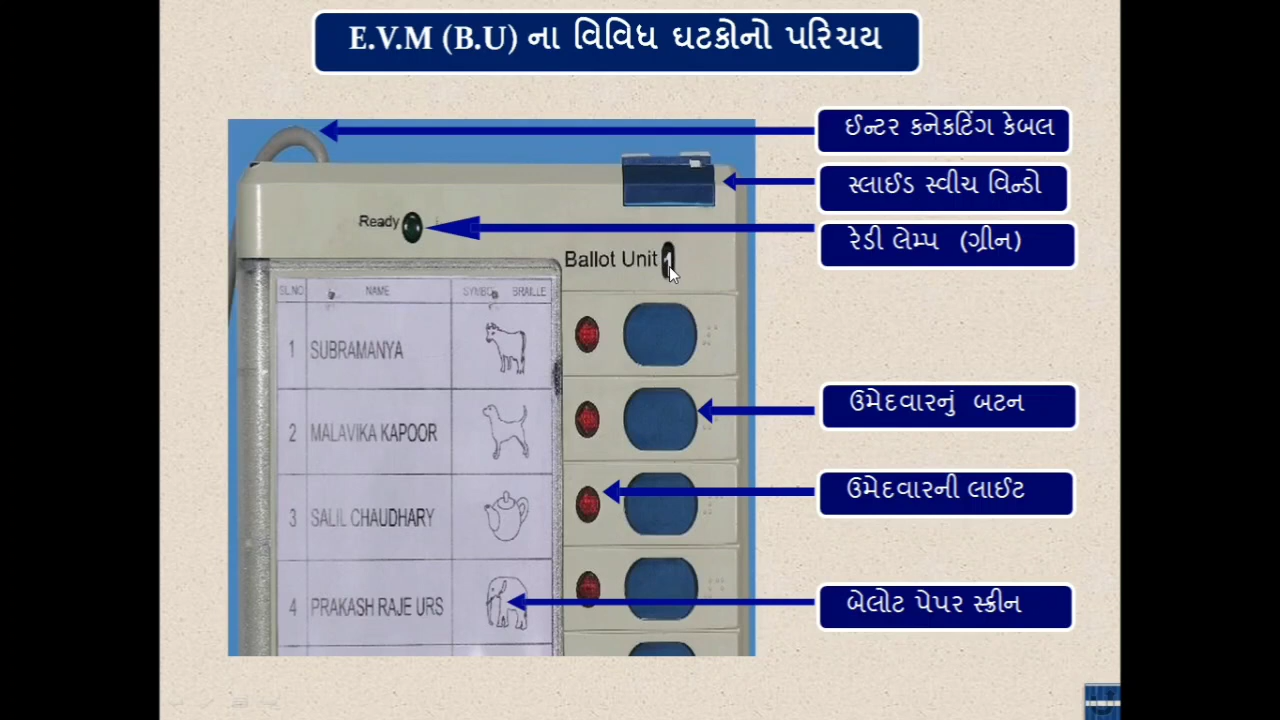 E.V.M (B.U) ના વિવિધ ઘટકોનો પરિચય
ઈન્ટર કનેકટિંગ કેબલ
સ્લાઈડ સ્વીચ વિન્ડો
Ready
રેડી લેમ્પ (ગ્રીન)
Ballot Unit 1
SL NO NAME SYMBOL BRAILLE
1 SUBRAMANYA
ઉમેદવારનું બટન
2 MALAVIKA KAPOOR
ઉમેદવારની લાઈટ
3 SALIL CHAUDHARY
બેલોટ પેપર સ્ક્રીન
4 PRAKASH RAJE URS